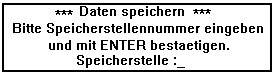 *** Daten speichern ***
Bitte Speicherstellennummer eingeben
und mit ENTER bestaetigen.
Speicherstelle :_